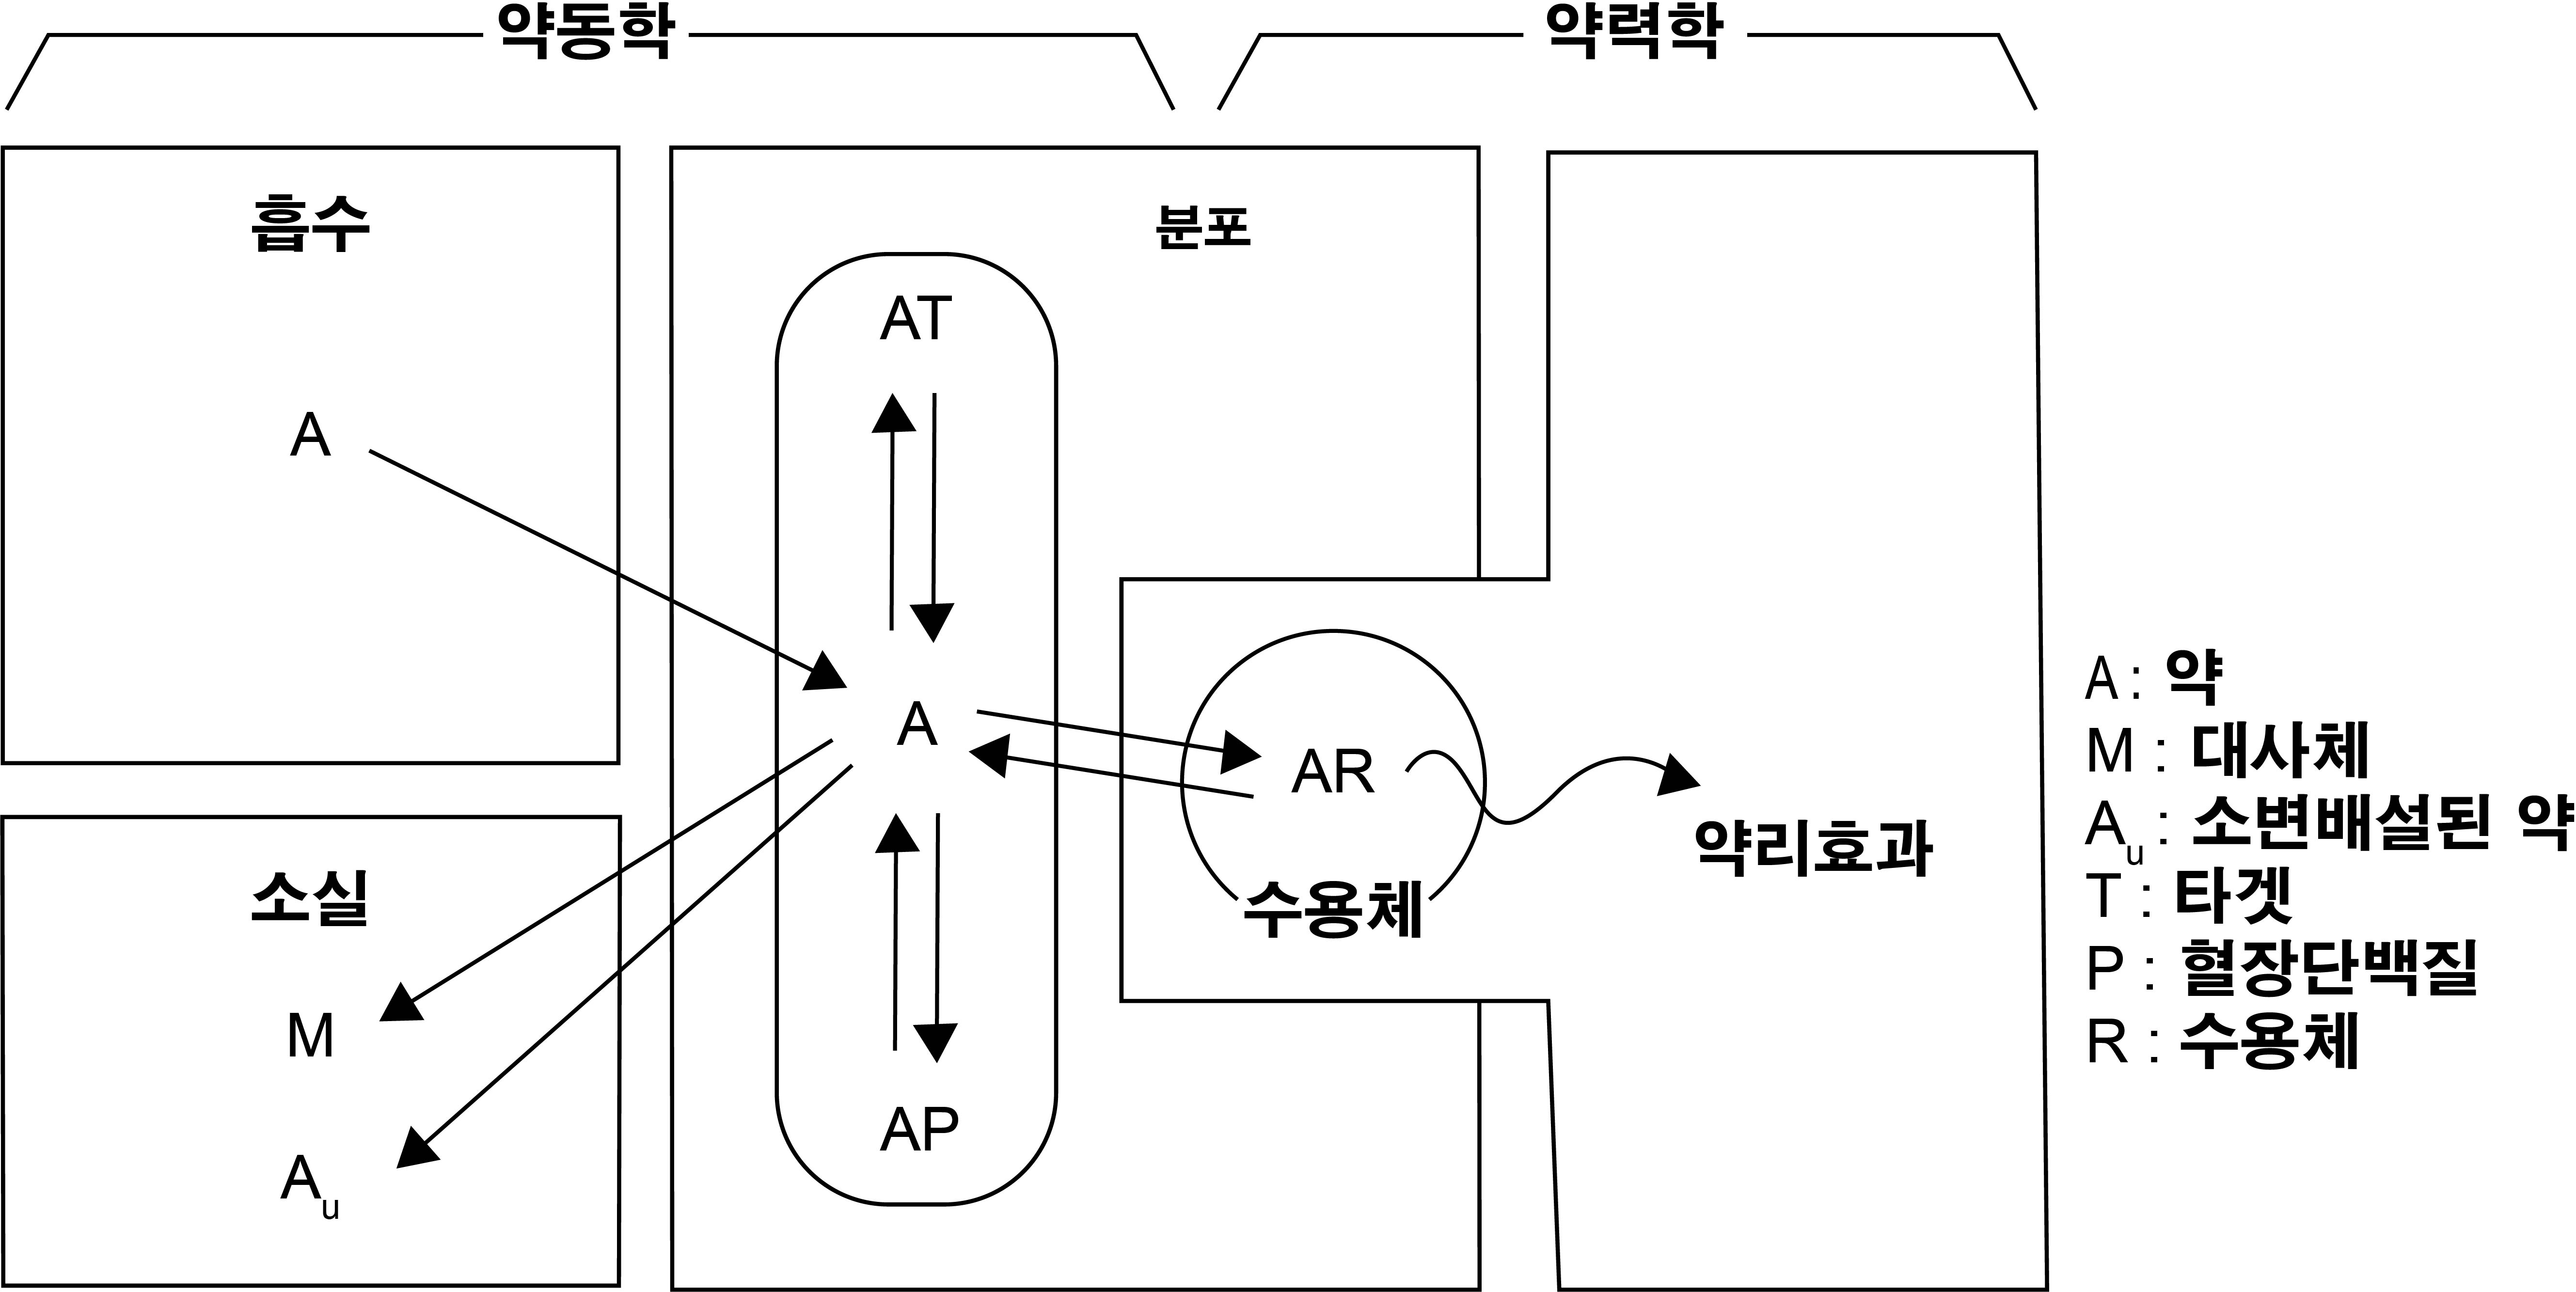 약동학
약력학
흡수
A
소실
M
Au
분포
AT
A
AP
AR
수용체
약리효과
A : 약
M : 대사체
Au : 소변배설된 약
T : 타겟
P : 혈장단백질
R : 수용체